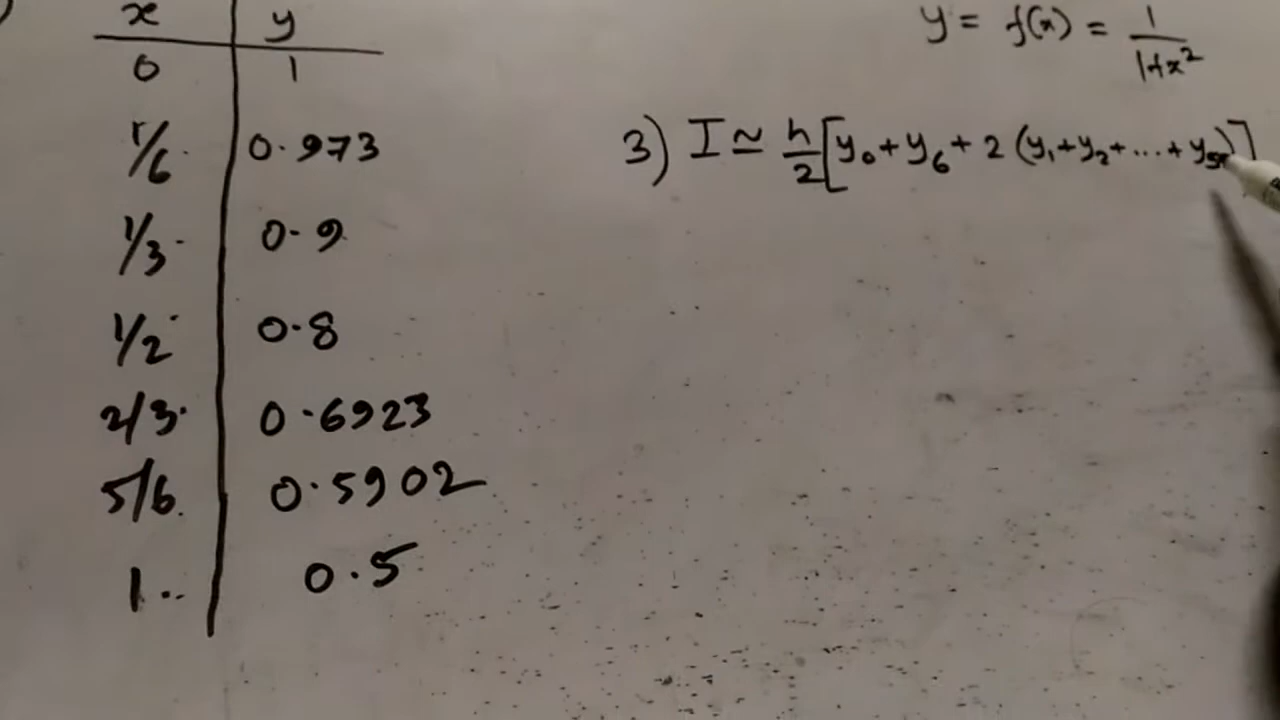 x y
0 1
1/6 0.973
1/3 0.9
1/2 0.8
2/3 0.6923
5/6 0.5902
1 0.5
y = f(x) = 1/(1+x²)
3) I ≃ h/2 [y₀ + y₆ + 2 (y₁ + y₂ + ... + y₅)]